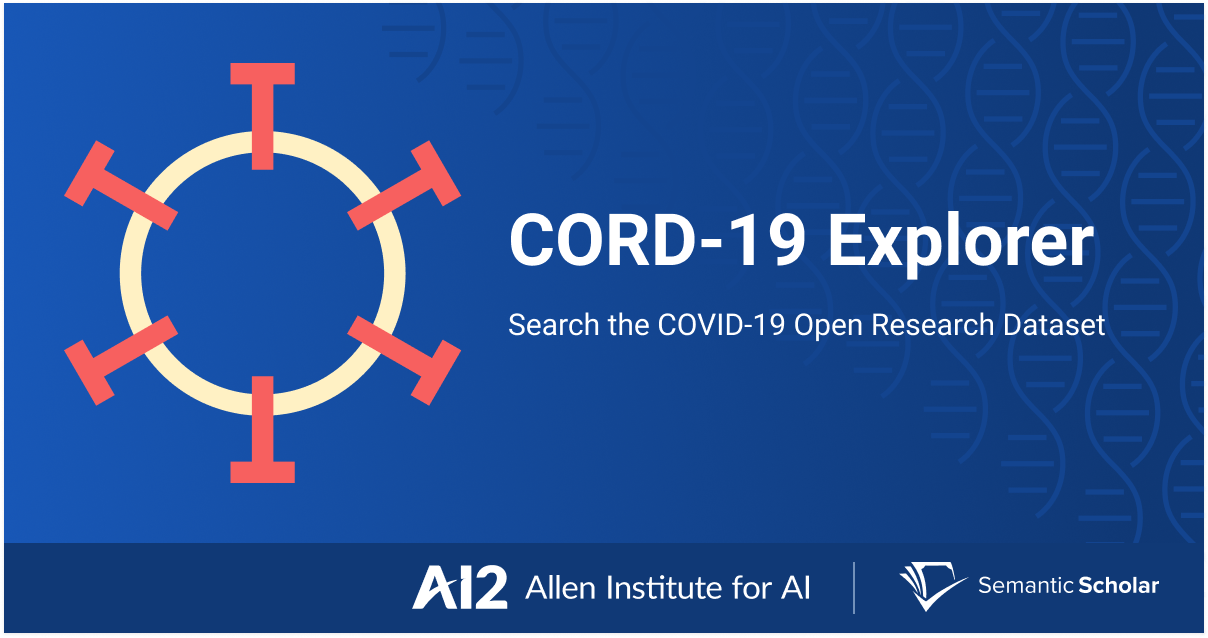 CORD-19 Explorer
Search the COVID-19 Open Research Dataset
AI2 Allen Institute for AI | Semantic Scholar